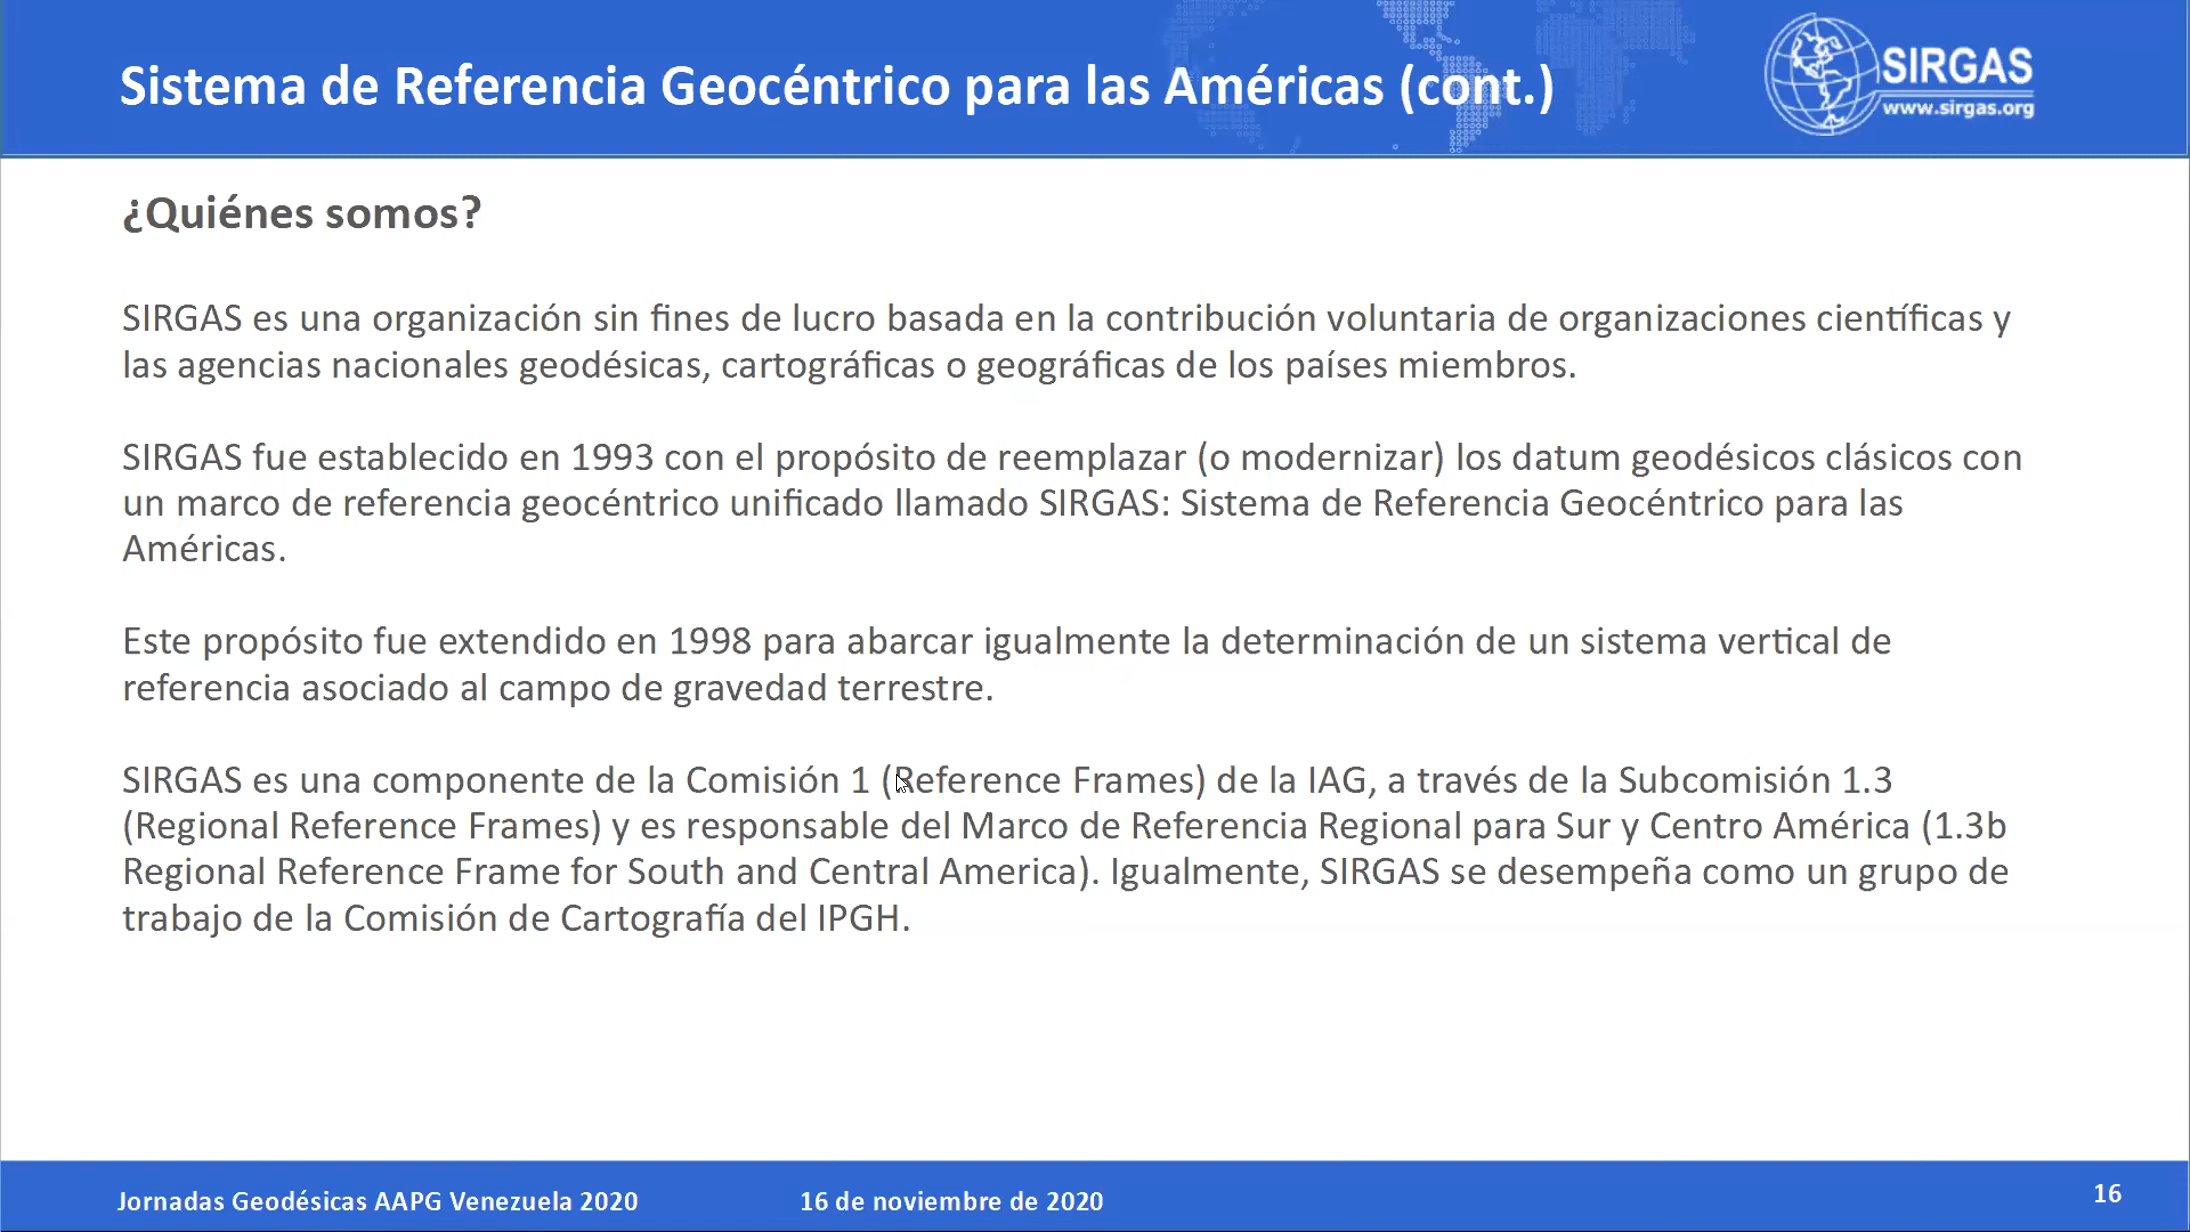 Sistema de Referencia Geocéntrico para las Américas (cont.)
SIRGAS
www.sirgas.org
¿Quiénes somos?
SIRGAS es una organización sin fines de lucro basada en la contribución voluntaria de organizaciones científicas y
las agencias nacionales geodésicas, cartográficas o geográficas de los países miembros.
SIRGAS fue establecido en 1993 con el propósito de reemplazar (o modernizar) los datum geodésicos clásicos con
un marco de referencia geocéntrico unificado llamado SIRGAS: Sistema de Referencia Geocéntrico para las
Américas.
Este propósito fue extendido en 1998 para abarcar igualmente la determinación de un sistema vertical de
referencia asociado al campo de gravedad terrestre.
SIRGAS es una componente de la Comisión 1 (Reference Frames) de la IAG, a través de la Subcomisión 1.3
(Regional Reference Frames) y es responsable del Marco de Referencia Regional para Sur y Centro América (1.3b
Regional Reference Frame for South and Central America). Igualmente, SIRGAS se desempeña como un grupo de
trabajo de la Comisión de Cartografía del IPGH.
Jornadas Geodésicas AAPG Venezuela 2020
16 de noviembre de 2020
16